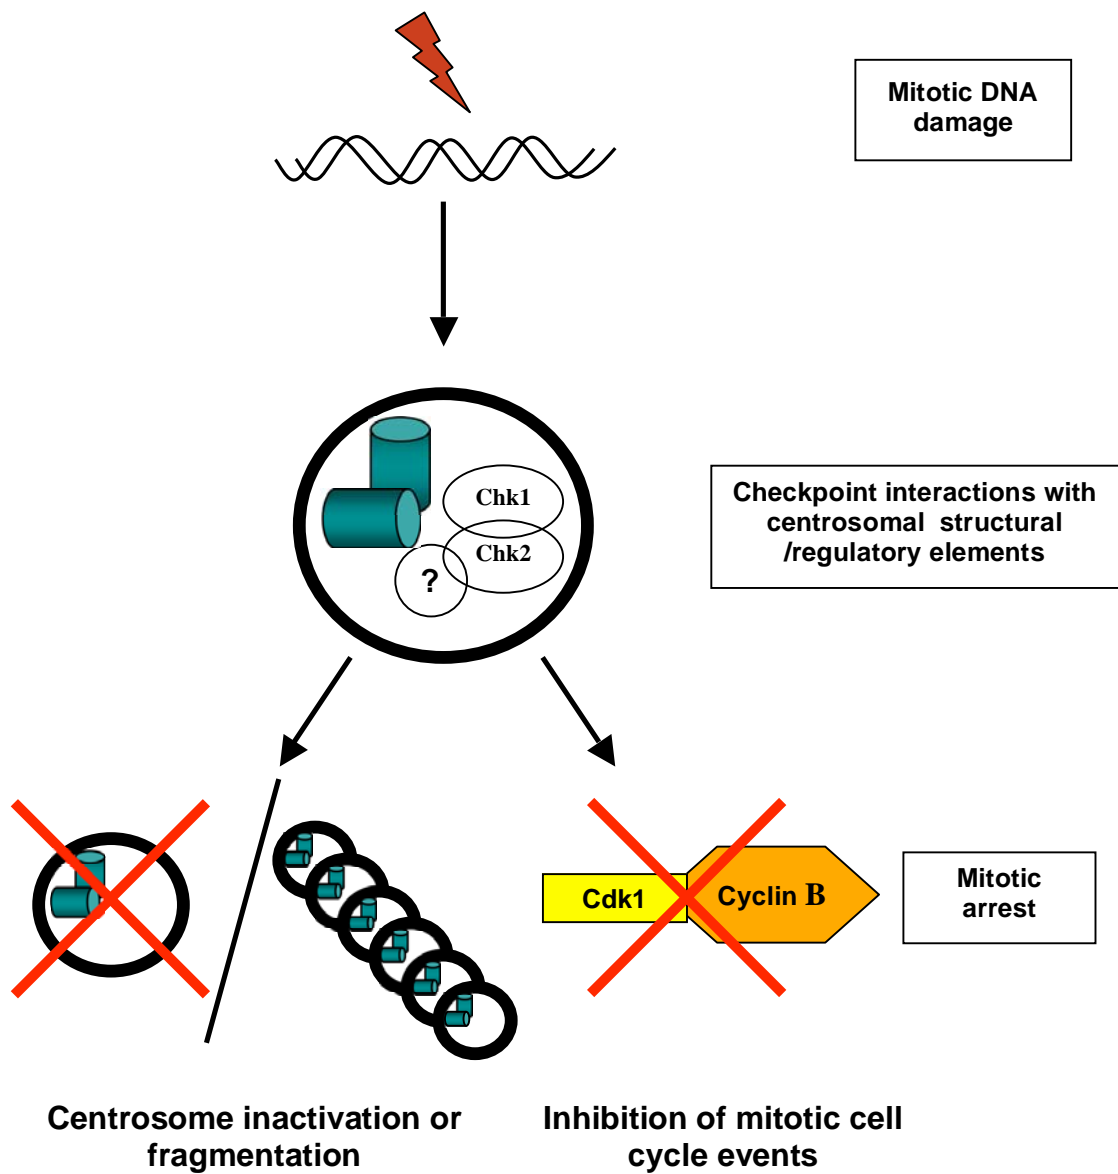 Mitotic DNA
damage
Chk1
Chk2
?
Checkpoint interactions with
centrosomal structural
/regulatory elements
Cdk1
Cyclin B
Mitotic
arrest
Centrosome inactivation or
fragmentation
Inhibition of mitotic cell
cycle events